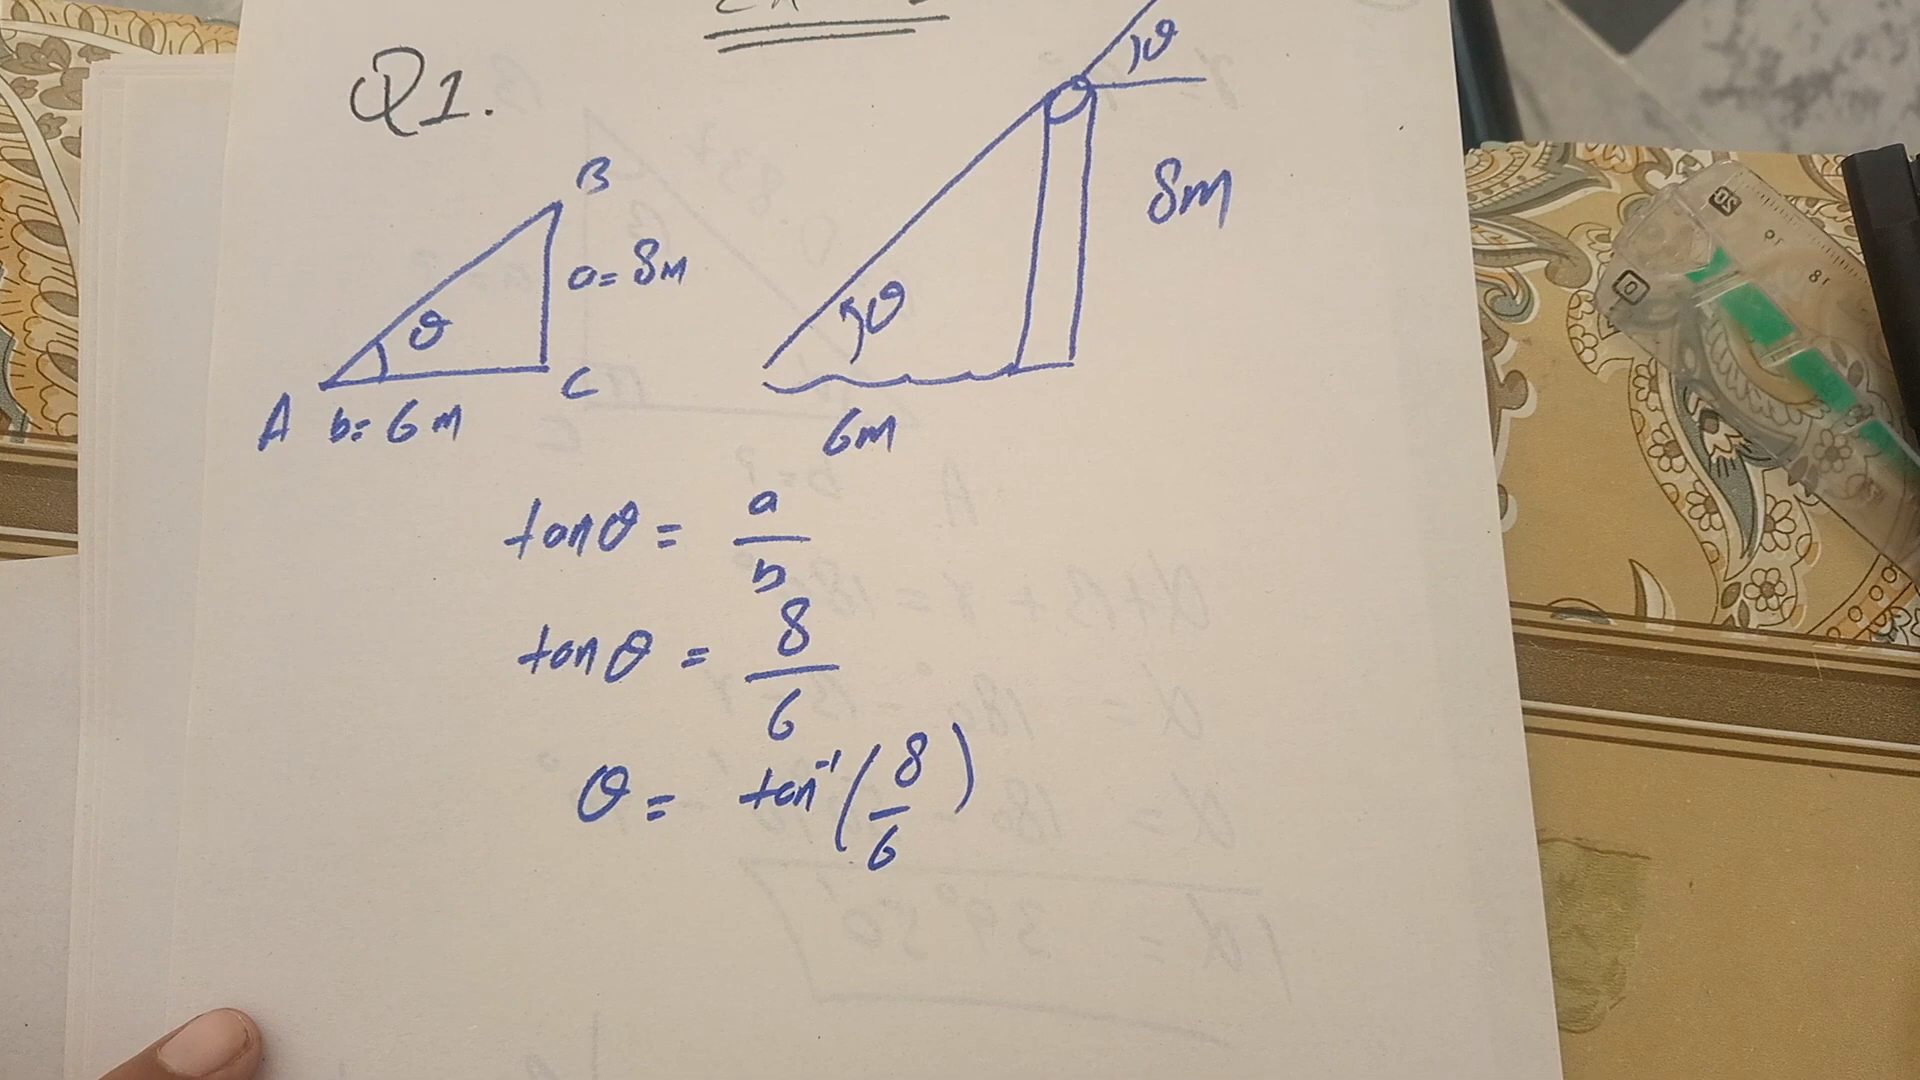 Q1.
θ
B
8m
a= 8m
θ
θ
C
A b= 6m
6m
tanθ = a/b
tanθ = 8/6
θ = tan⁻¹(8/6)